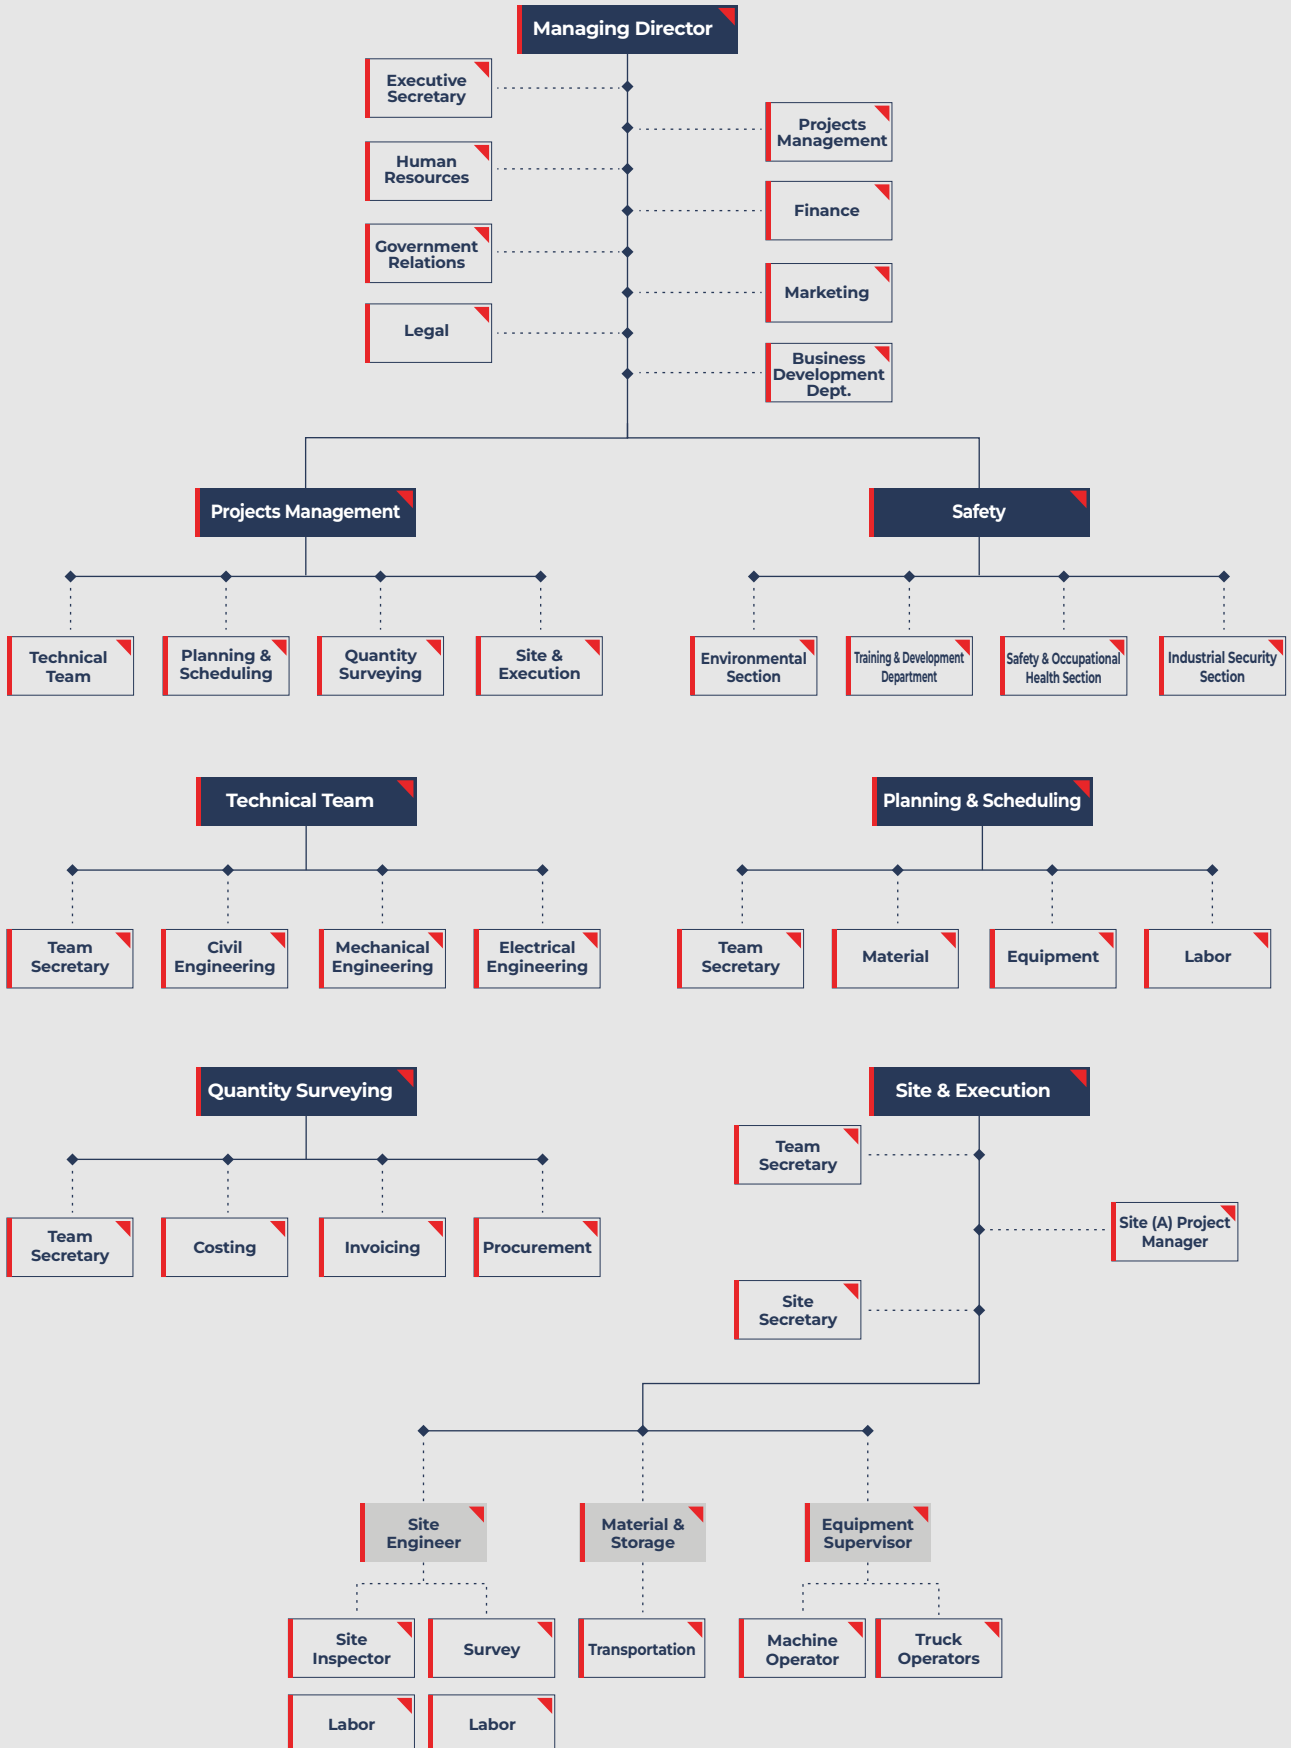 Managing Director
Executive
Secretary
Projects
Management
Human
Resources
Finance
Government
Relations
Marketing
Legal
Business
Development
Dept.
Projects Management
Safety
Technical
Team
Planning &
Scheduling
Quantity
Surveying
Site &
Execution
Environmental
Section
Training & Development
Department
Safety & Occupational
Health Section
Industrial Security
Section
Technical Team
Planning & Scheduling
Team
Secretary
Civil
Engineering
Mechanical
Engineering
Electrical
Engineering
Team
Secretary
Material
Equipment
Labor
Quantity Surveying
Site & Execution
Team
Secretary
Costing
Invoicing
Procurement
Team
Secretary
Site (A) Project
Manager
Site
Secretary
Site
Engineer
Material &
Storage
Equipment
Supervisor
Site
Inspector
Survey
Transportation
Machine
Operator
Truck
Operators
Labor
Labor